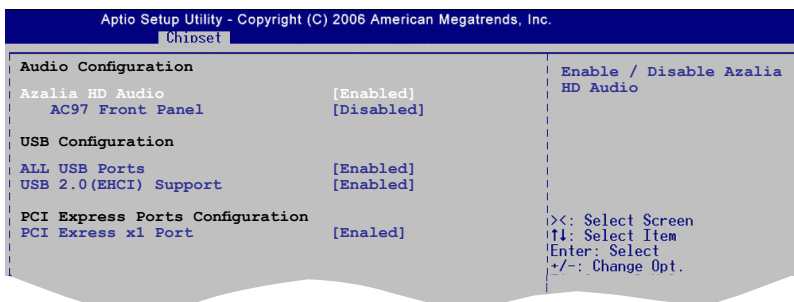 Aptio Setup Utility - Copyright (C) 2006 American Megatrends, Inc.
Chipset
Audio Configuration
Azalia HD Audio [Enabled]
AC97 Front Panel [Disabled]
USB Configuration
ALL USB Ports [Enabled]
USB 2.0(EHCI) Support [Enabled]
PCI Express Ports Configuration
PCI Exress x1 Port [Enaled]
Enable / Disable Azalia
HD Audio
><: Select Screen
↑↓: Select Item
Enter: Select
+/-: Change Opt.